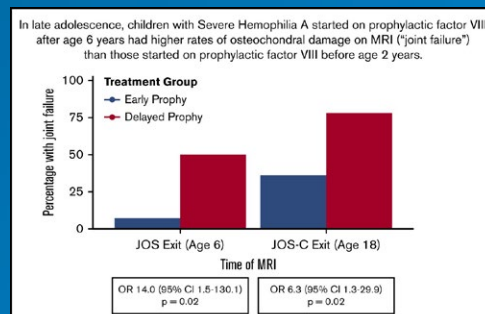 In late adolescence, children with Severe Hemophilia A started on prophylactic factor VIII
after age 6 years had higher rates of osteochondral damage on MRI ("joint failure")
than those started on prophylactic factor VIII before age 2 years.
Treatment Group
Early Prophy
Delayed Prophy
Percentage with joint failure
100
75
50
25
0
JOS Exit (Age 6)
JOS-C Exit (Age 18)
Time of MRI
OR 14.0 (95% CI 1.5-130.1)
p = 0.02
OR 6.3 (95% CI 1.3-29.9)
p = 0.02